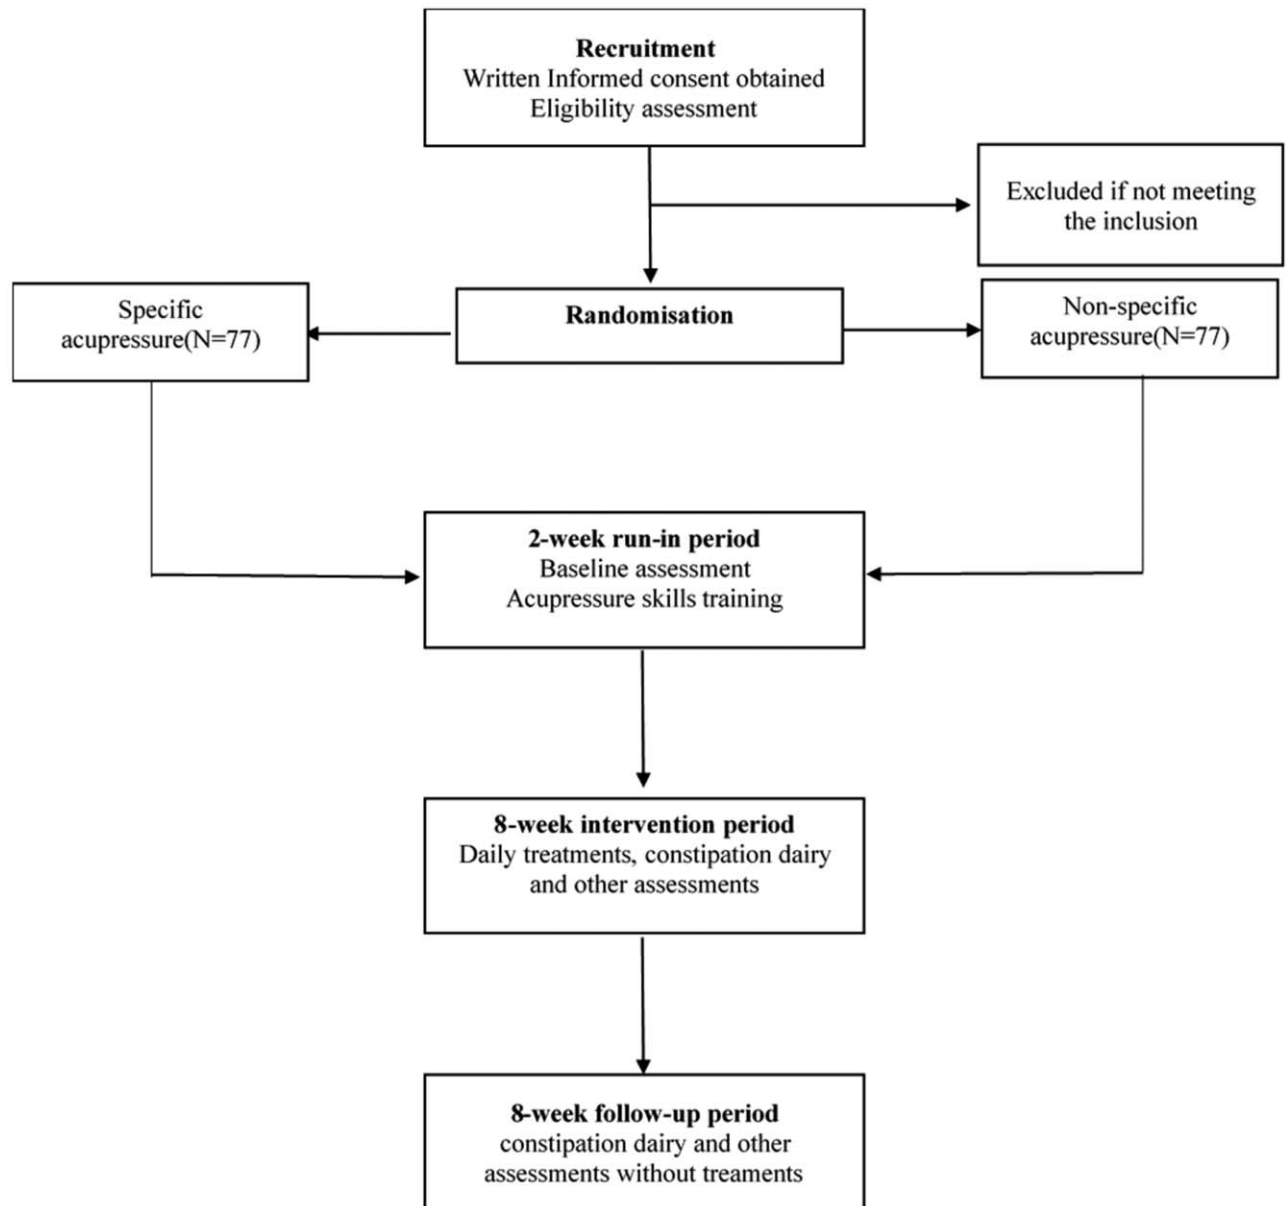 Recruitment
Written Informed consent obtained
Eligibility assessment
Excluded if not meeting
the inclusion
Specific
acupressure(N=77)
Randomisation
Non-specific
acupressure(N=77)
2-week run-in period
Baseline assessment
Acupressure skills training
8-week intervention period
Daily treatments, constipation dairy
and other assessments
8-week follow-up period
constipation dairy and other
assessments without treaments